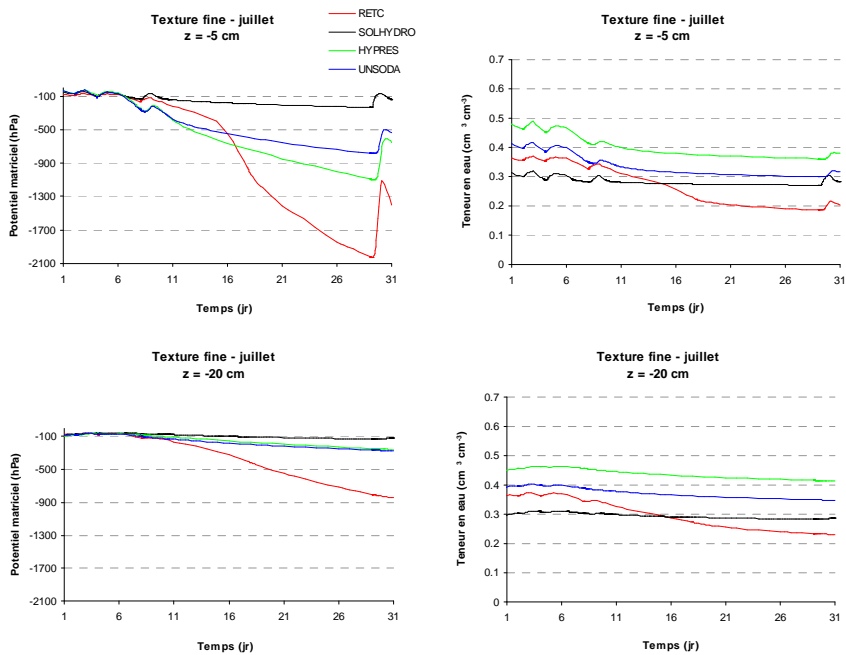 Texture fine - juillet
z = -5 cm
RETC
SOLHYDRO
HYPRES
UNSODA
Potentiel matriciel (hPa)
-100
-500
-900
-1300
-1700
-2100
1 6 11 16 21 26 31
Temps (jr)
Texture fine - juillet
z = -5 cm
Teneur en eau (cm ³ cm-³)
0.7
0.6
0.5
0.4
0.3
0.2
0.1
0
1 6 11 16 21 26 31
Temps (jr)
Texture fine - juillet
z = -20 cm
Potentiel matriciel (hPa)
-100
-500
-900
-1300
-1700
-2100
1 6 11 16 21 26 31
Temps (jr)
Texture fine - juillet
z = -20 cm
Teneur en eau (cm ³ cm-³)
0.7
0.6
0.5
0.4
0.3
0.2
0.1
0
1 6 11 16 21 26 31
Temps (jr)